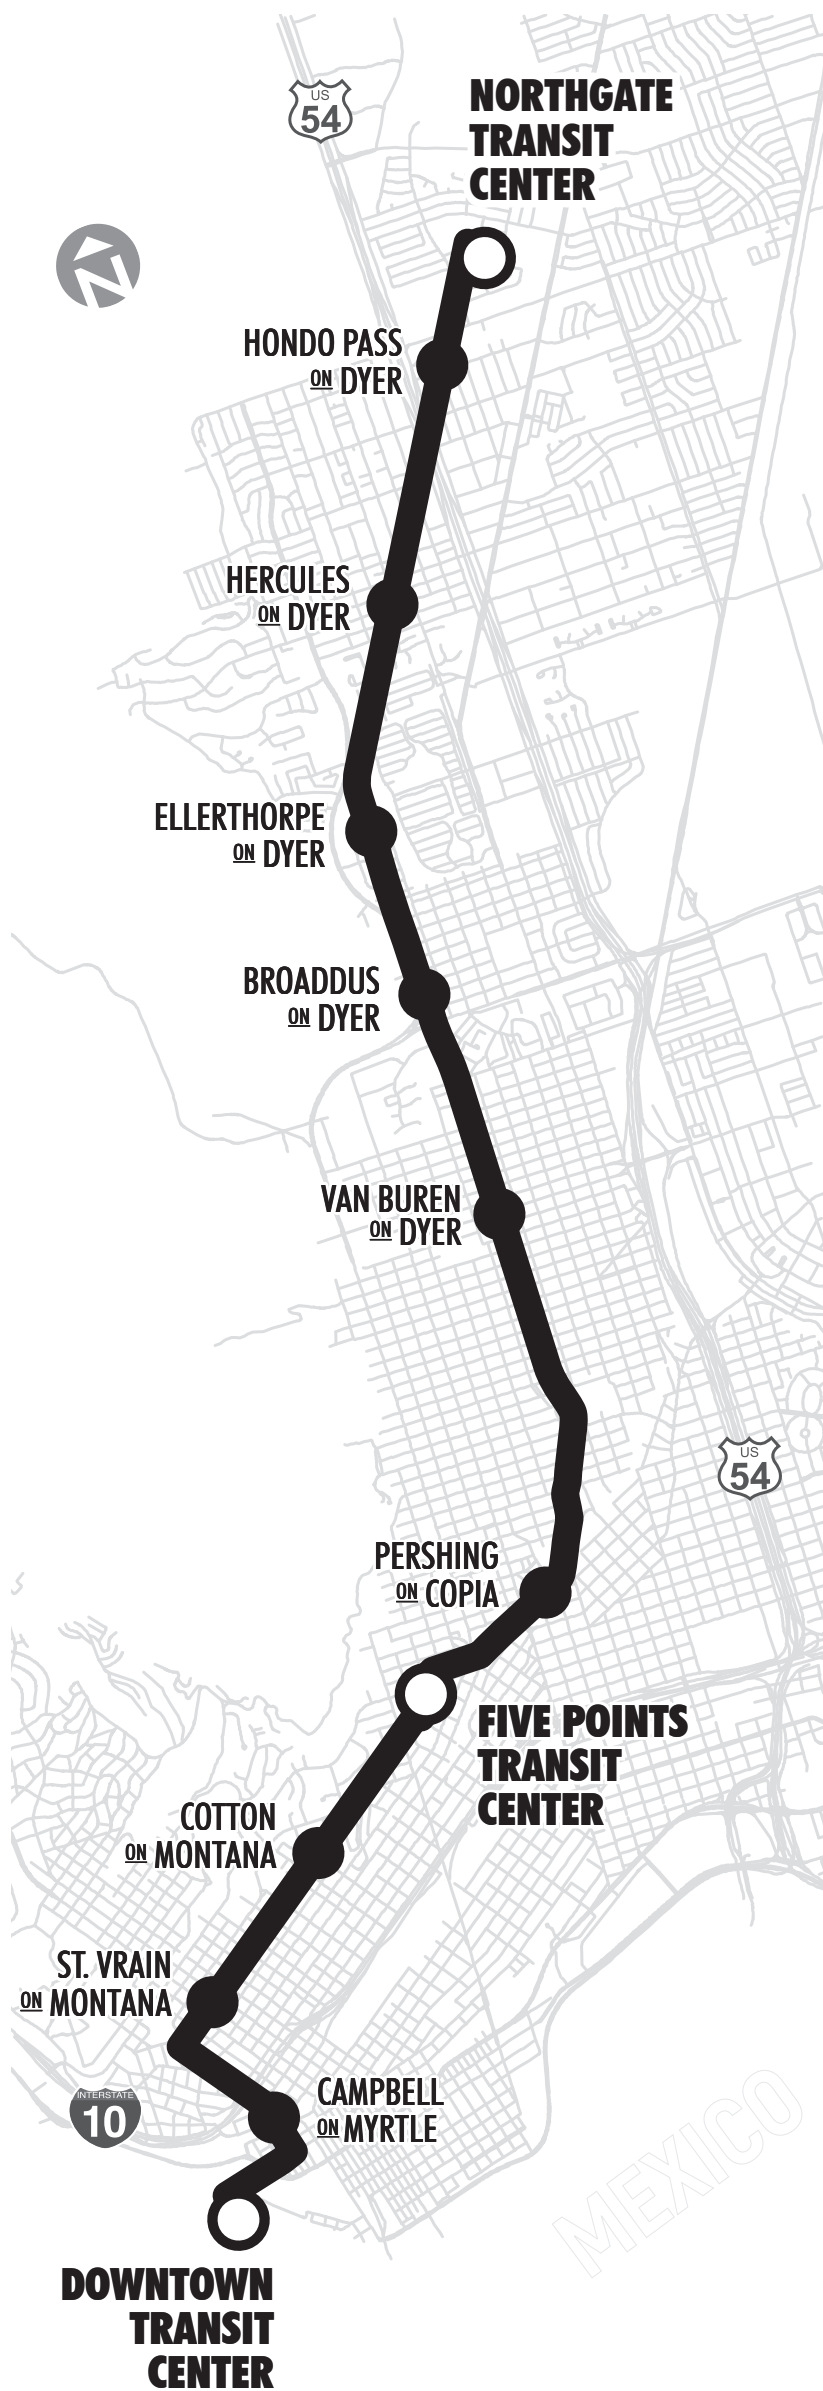 US
54
NORTHGATE
TRANSIT
CENTER
N
HONDO PASS
ON DYER
HERCULES
ON DYER
ELLERTHORPE
ON DYER
BROADDUS
ON DYER
VAN BUREN
ON DYER
US
54
PERSHING
ON COPIA
FIVE POINTS
TRANSIT
CENTER
COTTON
ON MONTANA
ST. VRAIN
ON MONTANA
INTERSTATE
10
CAMPBELL
ON MYRTLE
MEXICO
DOWNTOWN
TRANSIT
CENTER